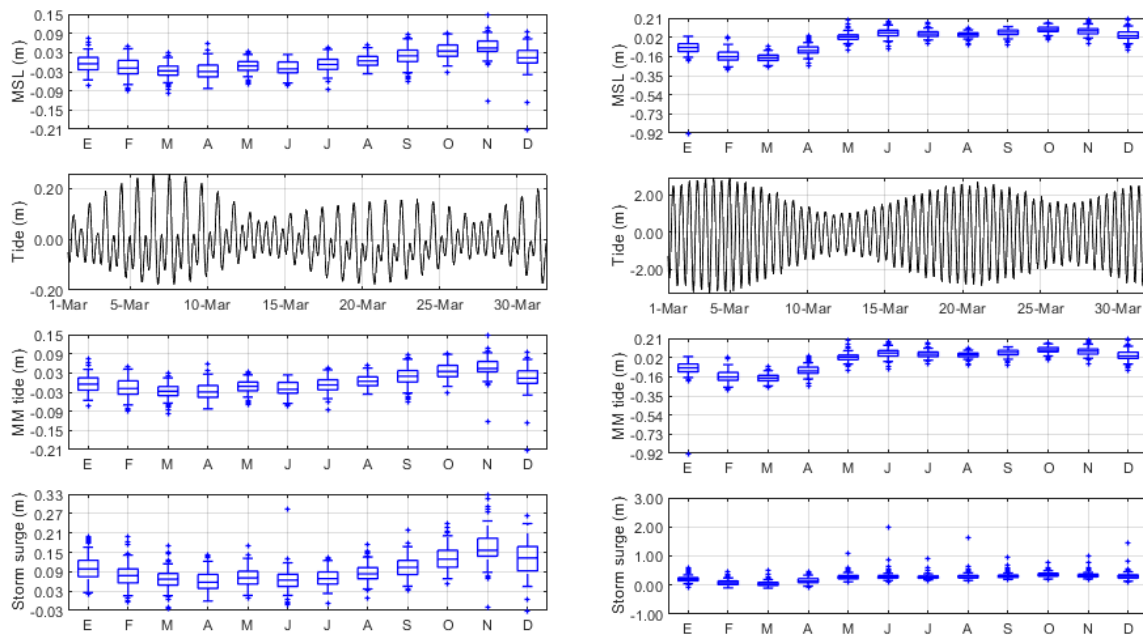 0.15
0.09
0.03
-0.03
-0.09
0.15
-0.21
MSL (m)
E F M A M J J A S O N D
0.20
0.00
-0.20
Tide (m)
1-Mar 5-Mar 10-Mar 15-Mar 20-Mar 25-Mar 30-Mar
0.15
0.09
0.03
-0.03
-0.09
0.15
-0.21
MM tide (m)
E F M A M J J A S O N D
0.33
0.27
0.21
0.15
0.09
0.03
-0.03
Storm surge (m)
E F M A M J J A S O N D
0.21
0.02
-0.16
-0.35
-0.54
-0.73
-0.92
MSL (m)
E F M A M J J A S O N D
2.00
0.00
-2.00
Tide (m)
1-Mar 5-Mar 10-Mar 15-Mar 20-Mar 25-Mar 30-Mar
0.21
0.02
-0.16
-0.35
-0.54
-0.73
-0.92
MM tide (m)
E F M A M J J A S O N D
3.00
2.00
1.00
0.00
-1.00
Storm surge (m)
E F M A M J J A S O N D